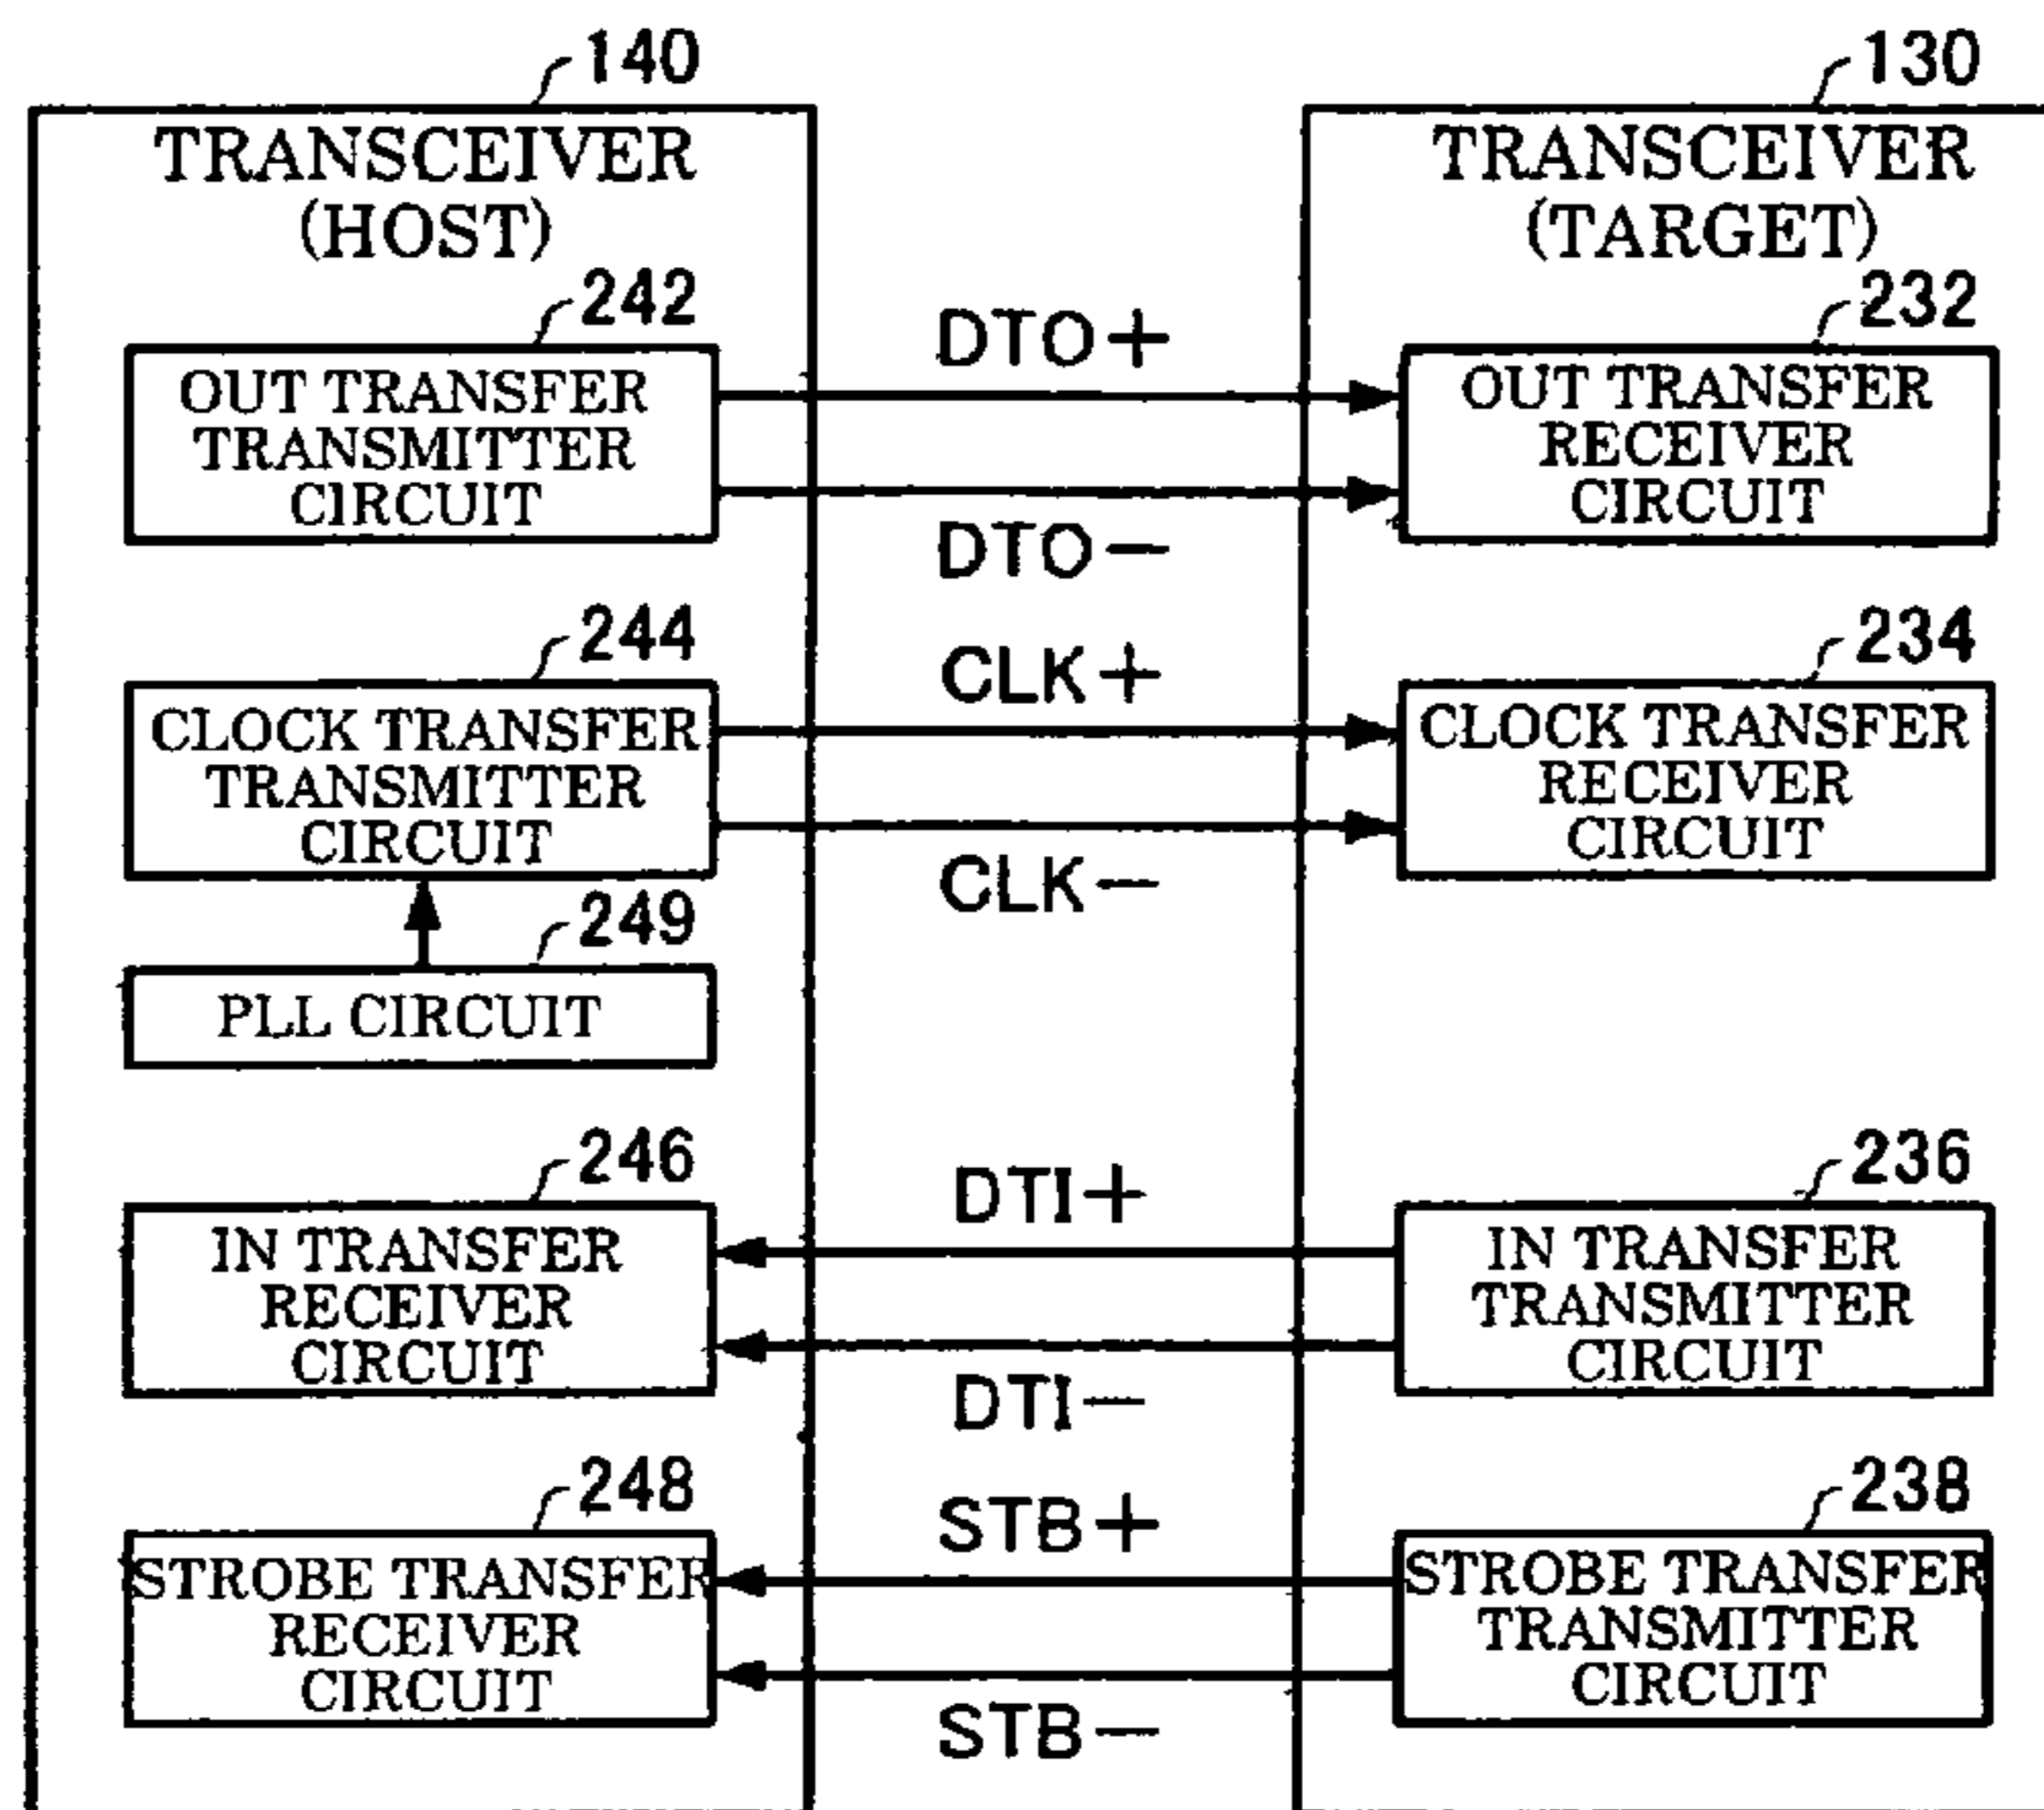 140
TRANSCEIVER
(HOST)
242
OUT TRANSFER
TRANSMITTER
CIRCUIT
244
CLOCK TRANSFER
TRANSMITTER
CIRCUIT
249
PLL CIRCUIT
246
IN TRANSFER
RECEIVER
CIRCUIT
248
STROBE TRANSFER
RECEIVER
CIRCUIT
DTO+
DTO−
CLK+
CLK−
DTI+
DTI−
STB+
STB−
130
TRANSCEIVER
(TARGET)
232
OUT TRANSFER
RECEIVER
CIRCUIT
234
CLOCK TRANSFER
RECEIVER
CIRCUIT
236
IN TRANSFER
TRANSMITTER
CIRCUIT
238
STROBE TRANSFER
TRANSMITTER
CIRCUIT